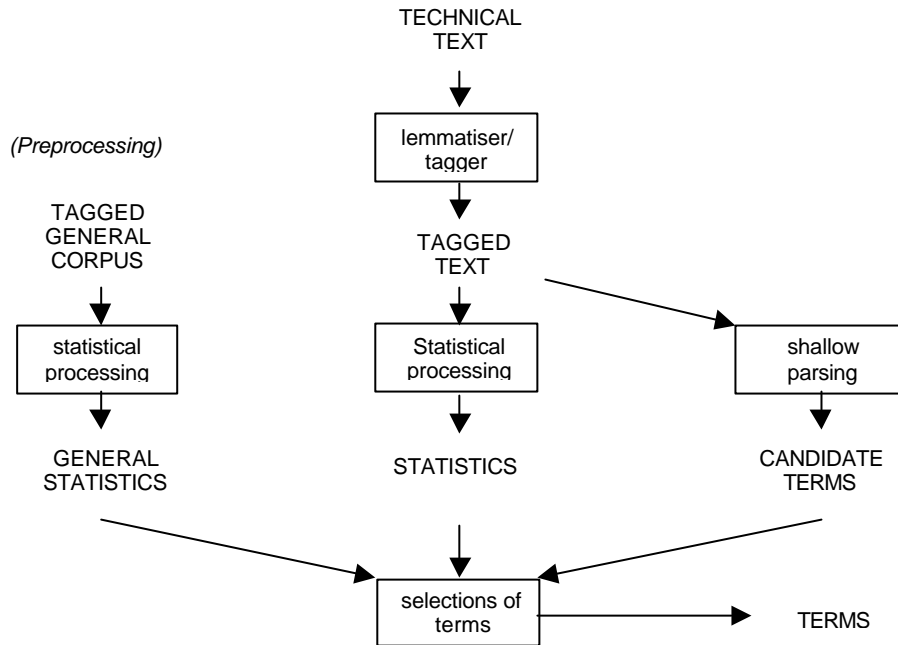 TECHNICAL
TEXT
lemmatiser/
tagger
(Preprocessing)
TAGGED
GENERAL
CORPUS
TAGGED
TEXT
statistical
processing
Statistical
processing
shallow
parsing
GENERAL
STATISTICS
STATISTICS
CANDIDATE
TERMS
selections of
terms
TERMS